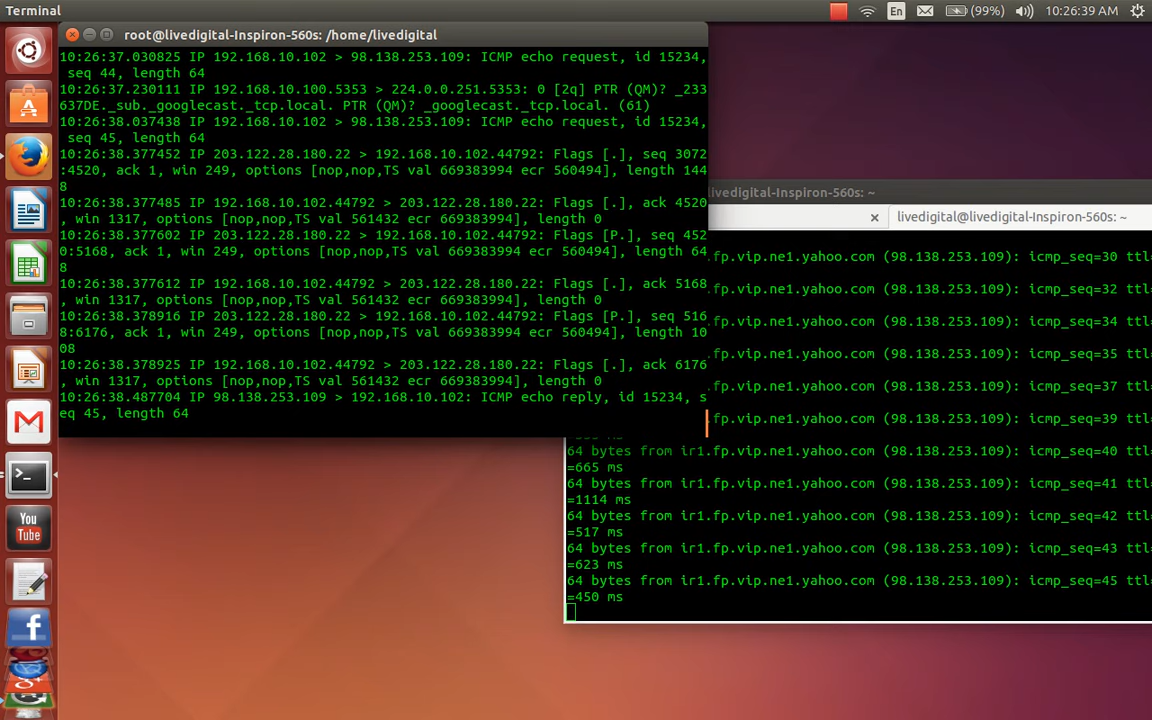 Terminal
En
(99%)
10:26:39 AM
root@livedigital-Inspiron-560s: /home/livedigital
10:26:37.030825 IP 192.168.10.102 > 98.138.253.109: ICMP echo request, id 15234,
seq 44, length 64
10:26:37.230111 IP 192.168.10.100.5353 > 224.0.0.251.5353: 0 [2q] PTR (QM)? _233
637DE._sub._googlecast._tcp.local. PTR (QM)? _googlecast._tcp.local. (61)
10:26:38.037438 IP 192.168.10.102 > 98.138.253.109: ICMP echo request, id 15234,
seq 45, length 64
10:26:38.377452 IP 203.122.28.180.22 > 192.168.10.102.44792: Flags [.], seq 3072
:4520, ack 1, win 249, options [nop,nop,TS val 669383994 ecr 560494], length 144
8
10:26:38.377485 IP 192.168.10.102.44792 > 203.122.28.180.22: Flags [.], ack 4520
, win 1317, options [nop,nop,TS val 561432 ecr 669383994], length 0
10:26:38.377602 IP 203.122.28.180.22 > 192.168.10.102.44792: Flags [P.], seq 452
0:5168, ack 1, win 249, options [nop,nop,TS val 669383994 ecr 560494], length 64
8
10:26:38.377612 IP 192.168.10.102.44792 > 203.122.28.180.22: Flags [.], ack 5168
, win 1317, options [nop,nop,TS val 561432 ecr 669383994], length 0
10:26:38.378916 IP 203.122.28.180.22 > 192.168.10.102.44792: Flags [P.], seq 516
8:6176, ack 1, win 249, options [nop,nop,TS val 669383994 ecr 560494], length 10
08
10:26:38.378925 IP 192.168.10.102.44792 > 203.122.28.180.22: Flags [.], ack 6176
, win 1317, options [nop,nop,TS val 561432 ecr 669383994], length 0
10:26:38.487704 IP 98.138.253.109 > 192.168.10.102: ICMP echo reply, id 15234, s
eq 45, length 64
livedigital-Inspiron-560s: ~
livedigital@livedigital-Inspiron-560s: ~
.fp.vip.ne1.yahoo.com (98.138.253.109): icmp_seq=30 ttl
.fp.vip.ne1.yahoo.com (98.138.253.109): icmp_seq=32 ttl
.fp.vip.ne1.yahoo.com (98.138.253.109): icmp_seq=34 ttl
.fp.vip.ne1.yahoo.com (98.138.253.109): icmp_seq=35 ttl
.fp.vip.ne1.yahoo.com (98.138.253.109): icmp_seq=37 ttl
.fp.vip.ne1.yahoo.com (98.138.253.109): icmp_seq=39 ttl
64 bytes from ir1.fp.vip.ne1.yahoo.com (98.138.253.109): icmp_seq=40 ttl
=665 ms
64 bytes from ir1.fp.vip.ne1.yahoo.com (98.138.253.109): icmp_seq=41 ttl
=1114 ms
64 bytes from ir1.fp.vip.ne1.yahoo.com (98.138.253.109): icmp_seq=42 ttl
=517 ms
64 bytes from ir1.fp.vip.ne1.yahoo.com (98.138.253.109): icmp_seq=43 ttl
=623 ms
64 bytes from ir1.fp.vip.ne1.yahoo.com (98.138.253.109): icmp_seq=45 ttl
=450 ms
You
Tube